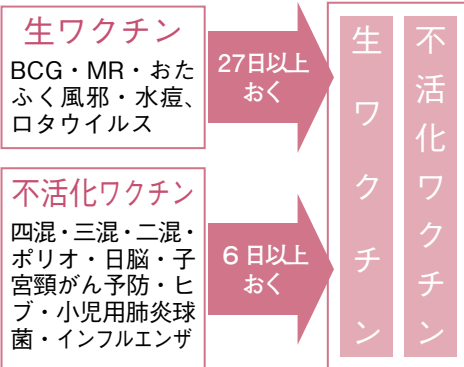 生ワクチン
BCG・MR・おた
ふく風邪・水痘、
ロタウイルス
27日以上
おく
不活化ワクチン
四混・三混・二混・
ポリオ・日脳・子
宮頸がん予防・ヒ
ブ・小児用肺炎球
菌・インフルエンザ
6日以上
おく
不活化ワクチン
生ワクチン